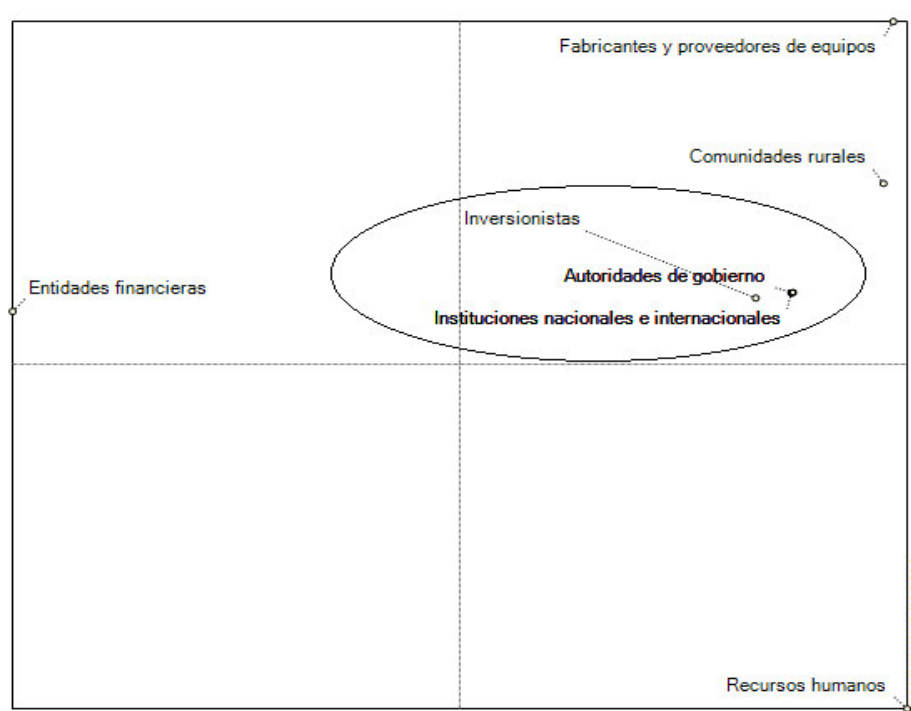 Fabricantes y proveedores de equipos
Comunidades rurales
Inversionistas
Autoridades de gobierno
Entidades financieras
Instituciones nacionales e internacionales
Recursos humanos